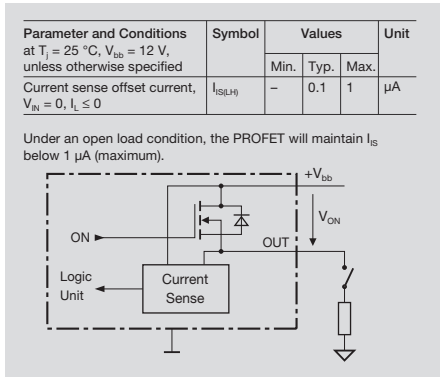 Parameter and Conditions Symbol Values Unit
at Tj = 25 °C, Vbb = 12 V,
unless otherwise specified Min. Typ. Max.
Current sense offset current, IIS(LH) – 0.1 1 µA
VIN = 0, IL ≤ 0
Under an open load condition, the PROFET will maintain IIS
below 1 µA (maximum).
+Vbb
VON
ON
OUT
Logic
Unit
Current
Sense